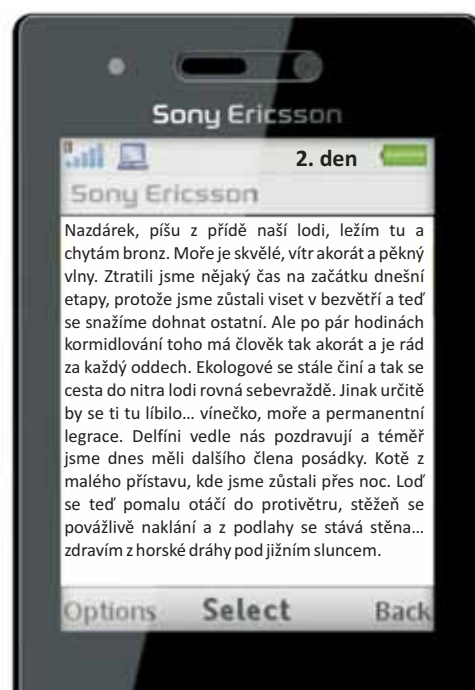 Sony Ericsson
2. den
Sony Ericsson
Nazdárek, píšu z přídě naší lodi, ležím tu a
chytám bronz. Moře je skvělé, vítr akorát a pěkný
vlny. Ztratili jsme nějaký čas na začátku dnešní
etapy, protože jsme zůstali viset v bezvětří a teď
se snažíme dohnat ostatní. Ale po pár hodinách
kormidlování toho má člověk tak akorát a je rád
za každý oddech. Ekologové se stále činí a tak se
cesta do nitra lodi rovná sebevraždě. Jinak určitě
by se ti tu líbilo... vínečko, moře a permanentní
legrace. Delfíni vedle nás pozdravují a téměř
jsme dnes měli dalšího člena posádky. Kotě z
malého přístavu, kde jsme zůstali přes noc. Loď
se teď pomalu otáčí do protivětru, stěžeň se
povážlivě naklání a z podlahy se stává stěna...
zdravím z horské dráhy pod jižním sluncem.
Options Select Back